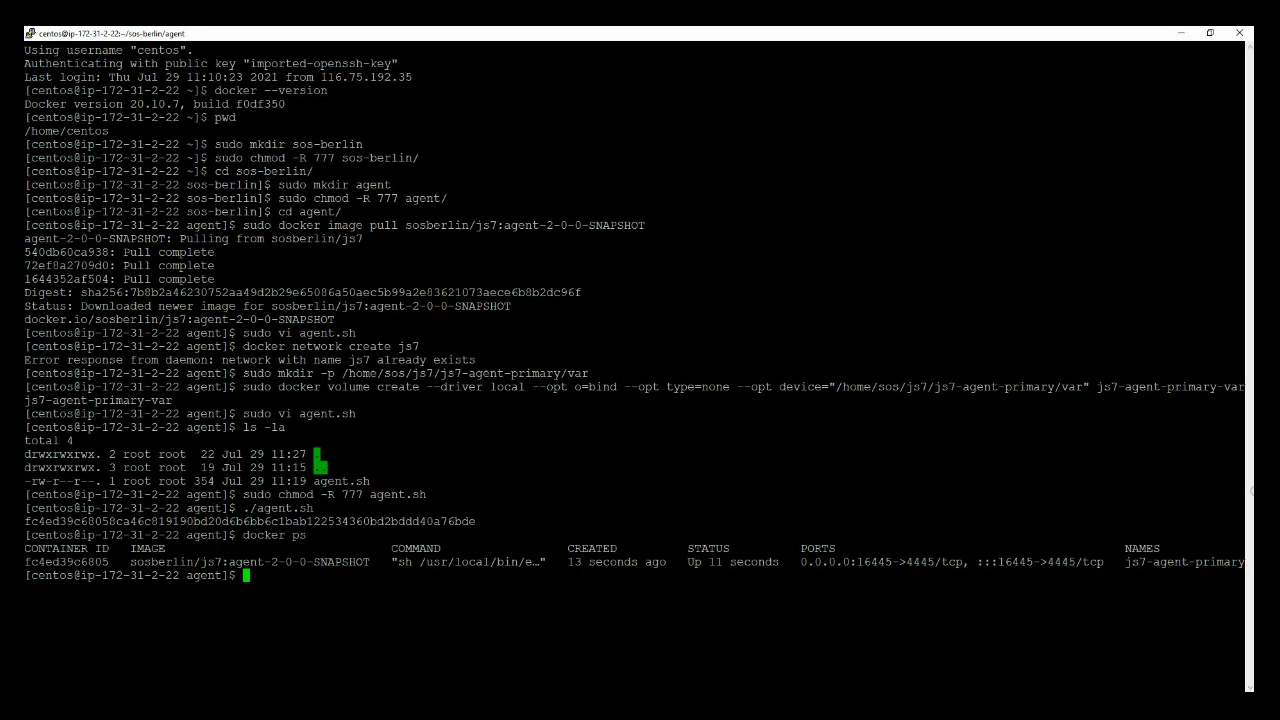 centos@ip-172-31-2-22:~/sos-berlin/agent
Using username "centos".
Authenticating with public key "imported-openssh-key"
Last login: Thu Jul 29 11:10:23 2021 from 116.75.192.35
[centos@ip-172-31-2-22 ~]$ docker --version
Docker version 20.10.7, build f0df350
[centos@ip-172-31-2-22 ~]$ pwd
/home/centos
[centos@ip-172-31-2-22 ~]$ sudo mkdir sos-berlin
[centos@ip-172-31-2-22 ~]$ sudo chmod -R 777 sos-berlin/
[centos@ip-172-31-2-22 ~]$ cd sos-berlin/
[centos@ip-172-31-2-22 sos-berlin]$ sudo mkdir agent
[centos@ip-172-31-2-22 sos-berlin]$ sudo chmod -R 777 agent/
[centos@ip-172-31-2-22 sos-berlin]$ cd agent/
[centos@ip-172-31-2-22 agent]$ sudo docker image pull sosberlin/js7:agent-2-0-0-SNAPSHOT
agent-2-0-0-SNAPSHOT: Pulling from sosberlin/js7
540db60ca938: Pull complete
72ef8a2709d0: Pull complete
1644352af504: Pull complete
Digest: sha256:7b8b2a46230752aa49d2b29e65086a50aec5b99a2e83621073aece6b8b2dc96f
Status: Downloaded newer image for sosberlin/js7:agent-2-0-0-SNAPSHOT
docker.io/sosberlin/js7:agent-2-0-0-SNAPSHOT
[centos@ip-172-31-2-22 agent]$ sudo vi agent.sh
[centos@ip-172-31-2-22 agent]$ docker network create js7
Error response from daemon: network with name js7 already exists
[centos@ip-172-31-2-22 agent]$ sudo mkdir -p /home/sos/js7/js7-agent-primary/var
[centos@ip-172-31-2-22 agent]$ sudo docker volume create --driver local --opt o=bind --opt type=none --opt device="/home/sos/js7/js7-agent-primary/var" js7-agent-primary-var
js7-agent-primary-var
[centos@ip-172-31-2-22 agent]$ sudo vi agent.sh
[centos@ip-172-31-2-22 agent]$ ls -la
total 4
drwxrwxrwx. 2 root root  22 Jul 29 11:27 .
drwxrwxrwx. 3 root root  19 Jul 29 11:15 ..
-rw-r--r--. 1 root root 354 Jul 29 11:19 agent.sh
[centos@ip-172-31-2-22 agent]$ sudo chmod -R 777 agent.sh
[centos@ip-172-31-2-22 agent]$ ./agent.sh
fc4ed39c68058ca46c819190bd20d6b6bb6c1bab122534360bd2bddd40a76bde
[centos@ip-172-31-2-22 agent]$ docker ps
CONTAINER ID   IMAGE                                COMMAND                  CREATED          STATUS          PORTS                                         NAMES
fc4ed39c6805   sosberlin/js7:agent-2-0-0-SNAPSHOT   "sh /usr/local/bin/e…"   13 seconds ago   Up 11 seconds   0.0.0.0:16445->4445/tcp, :::16445->4445/tcp   js7-agent-primary
[centos@ip-172-31-2-22 agent]$